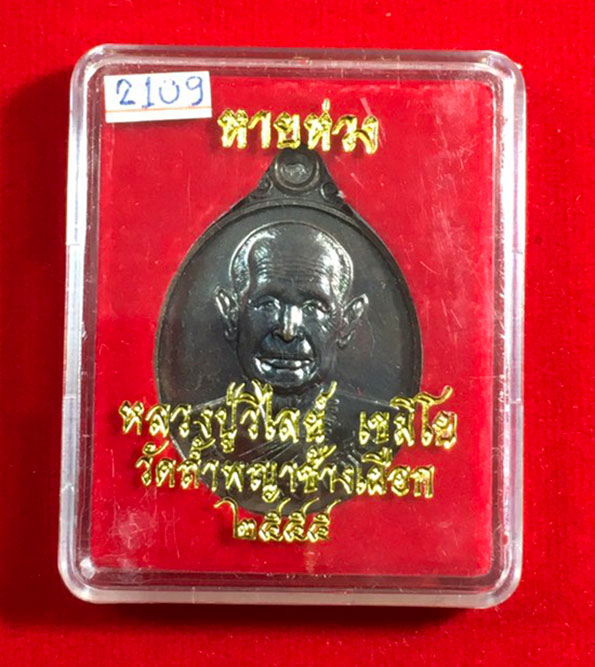 2109
หายห่วง
หลวงปู่วิไลย์ เขมิโย
วัดถ้ำพญาช้างเผือก
๒๕๕๕